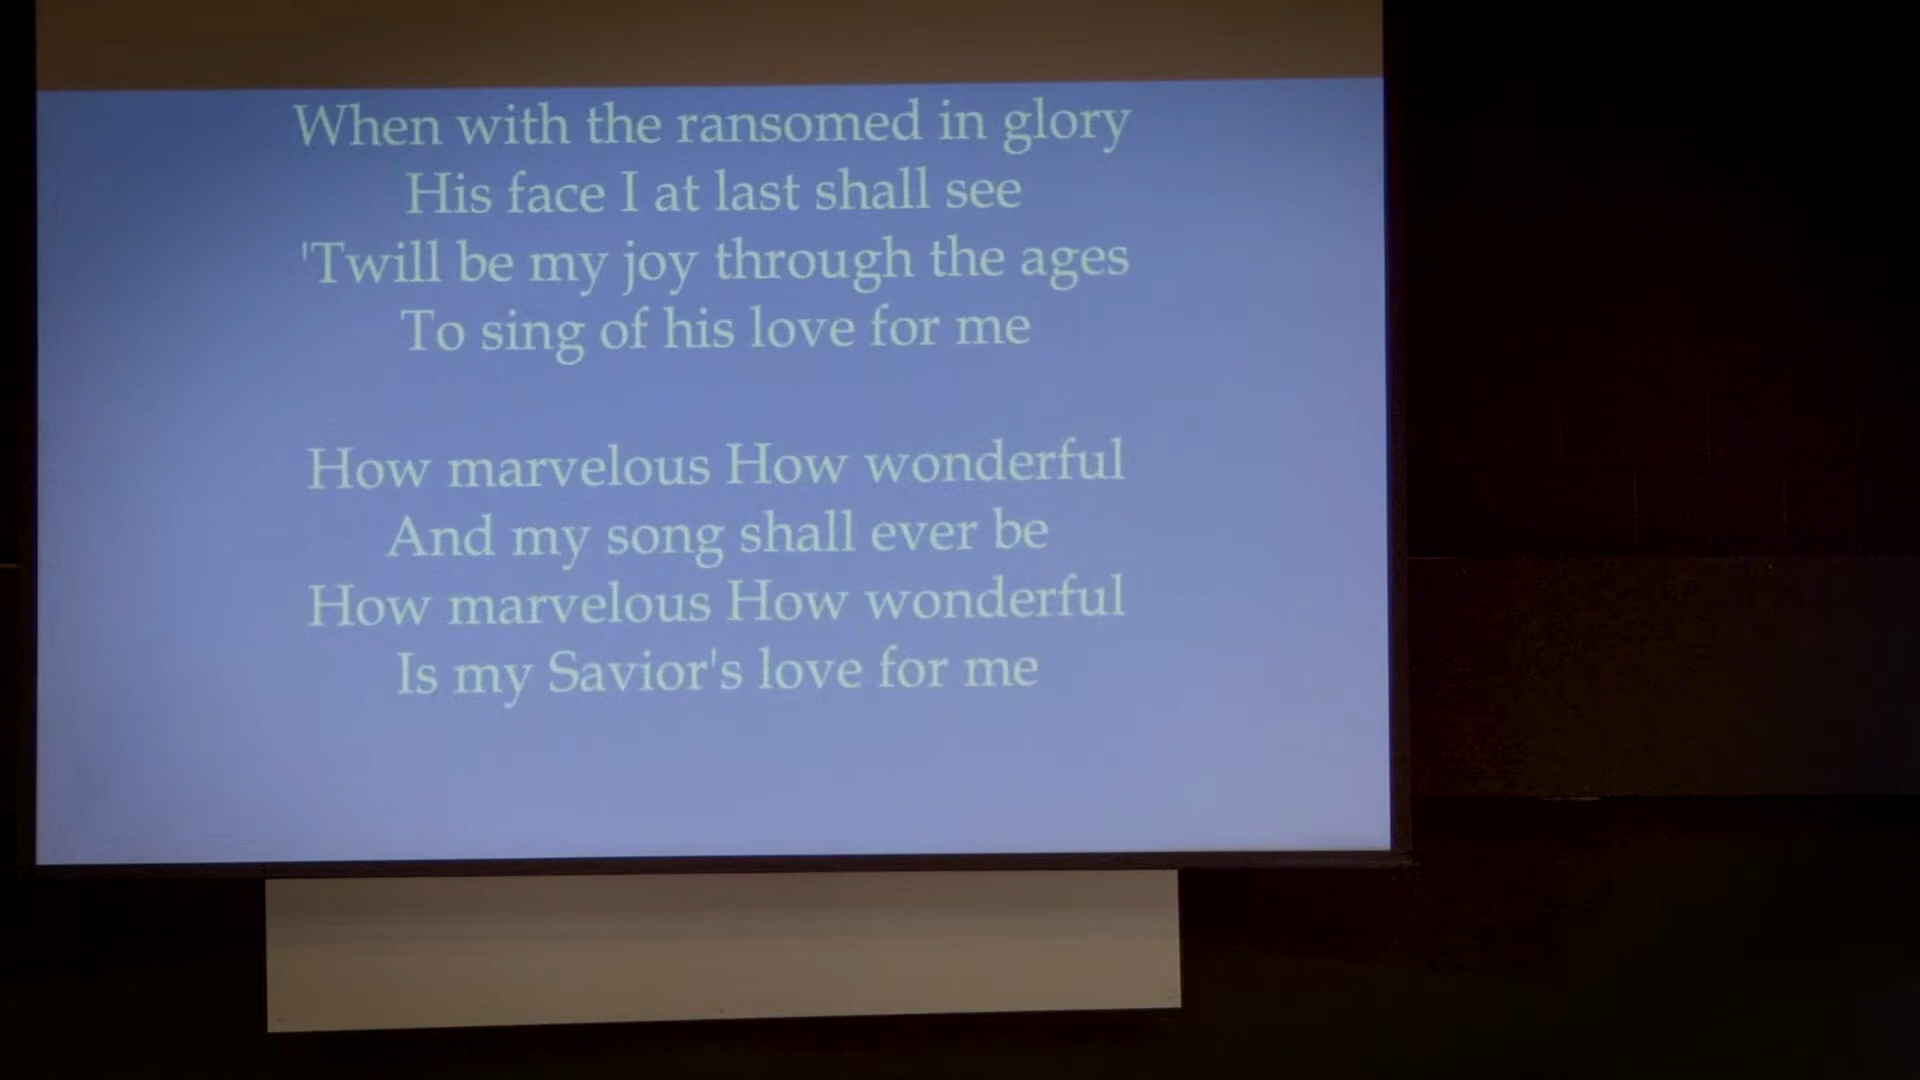 When with the ransomed in glory
His face I at last shall see
'Twill be my joy through the ages
To sing of his love for me
How marvelous How wonderful
And my song shall ever be
How marvelous How wonderful
Is my Savior's love for me